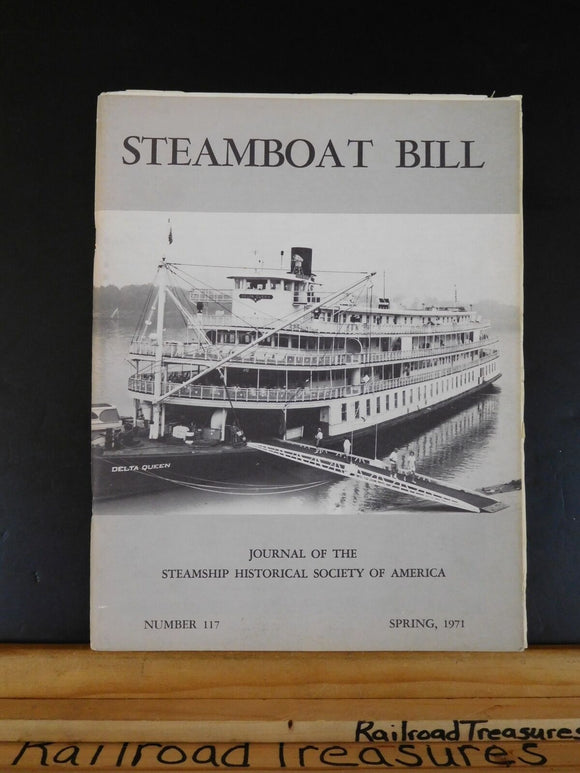 STEAMBOAT BILL
DELTA QUEEN
JOURNAL OF THE
STEAMSHIP HISTORICAL SOCIETY OF AMERICA
NUMBER 117 SPRING, 1971
RailroadTreasures
Railroad Treasures